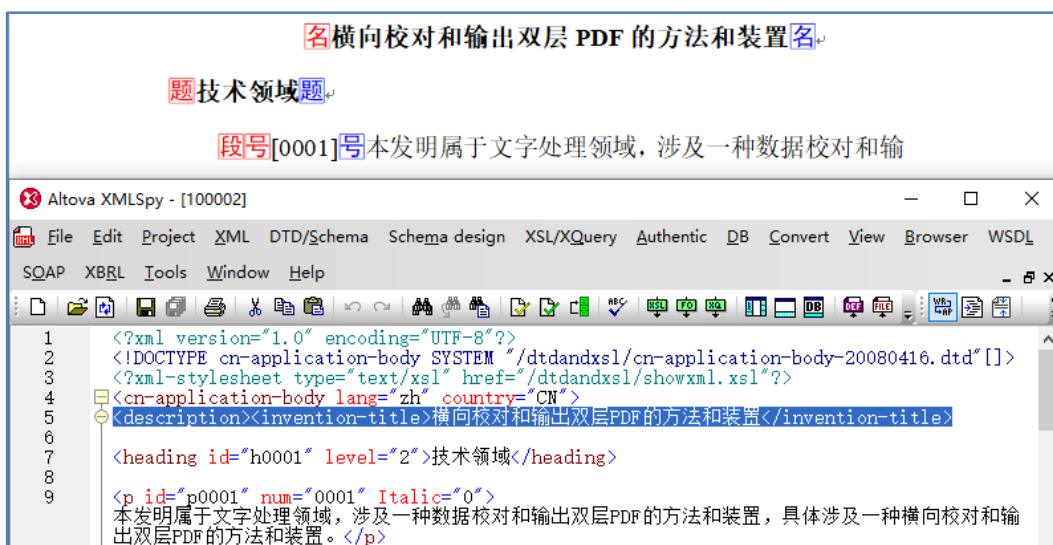 名横向校对和输出双层 PDF 的方法和装置名↵
题技术领域题↵
段号[0001]号本发明属于文字处理领域，涉及一种数据校对和输
Altova XMLSpy - [100002]
File Edit Project XML DTD/Schema Schema design XSL/XQuery Authentic DB Convert View Browser WSDL
SOAP XBRL Tools Window Help
1 <?xml version="1.0" encoding="UTF-8"?>
2 <!DOCTYPE cn-application-body SYSTEM "/dtdandxsl/cn-application-body-20080416.dtd"[]>
3 <?xml-stylesheet type="text/xsl" href="/dtdandxsl/showxml.xsl"?>
4 <cn-application-body lang="zh" country="CN">
5 <description><invention-title>横向校对和输出双层PDF的方法和装置</invention-title>
6
7 <heading id="h0001" level="2">技术领域</heading>
8
9 <p id="p0001" num="0001" Italic="0">
本发明属于文字处理领域，涉及一种数据校对和输出双层PDF的方法和装置，具体涉及一种横向校对和输
出双层PDF的方法和装置。</p>